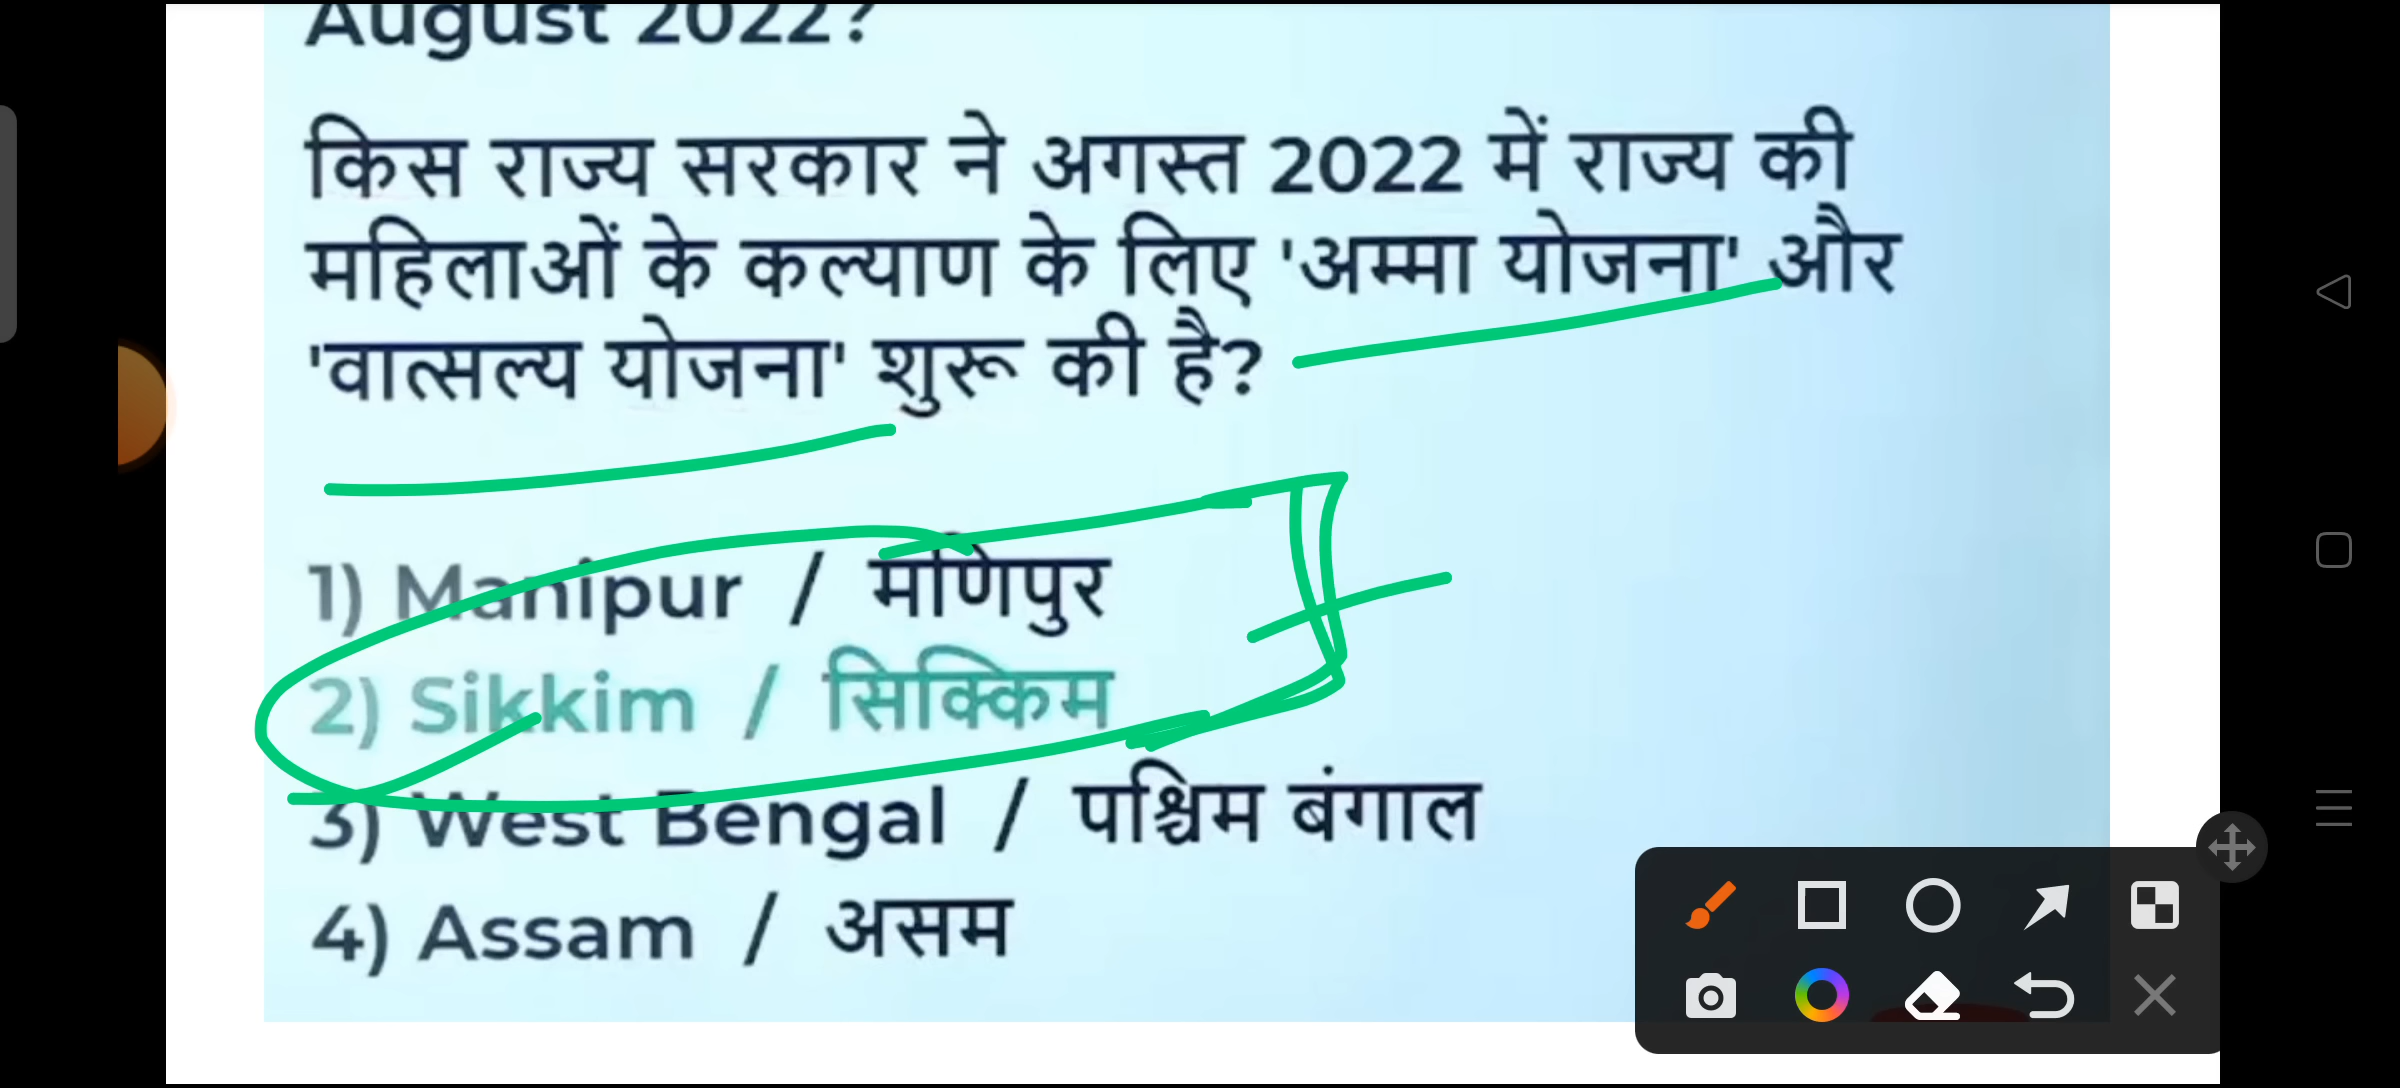 August 2022?
किस राज्य सरकार ने अगस्त 2022 में राज्य की
महिलाओं के कल्याण के लिए 'अम्मा योजना' और
'वात्सल्य योजना' शुरू की है?
1) Manipur / मणिपुर
2) Sikkim / सिक्किम
3) West Bengal / पश्चिम बंगाल
4) Assam / असम